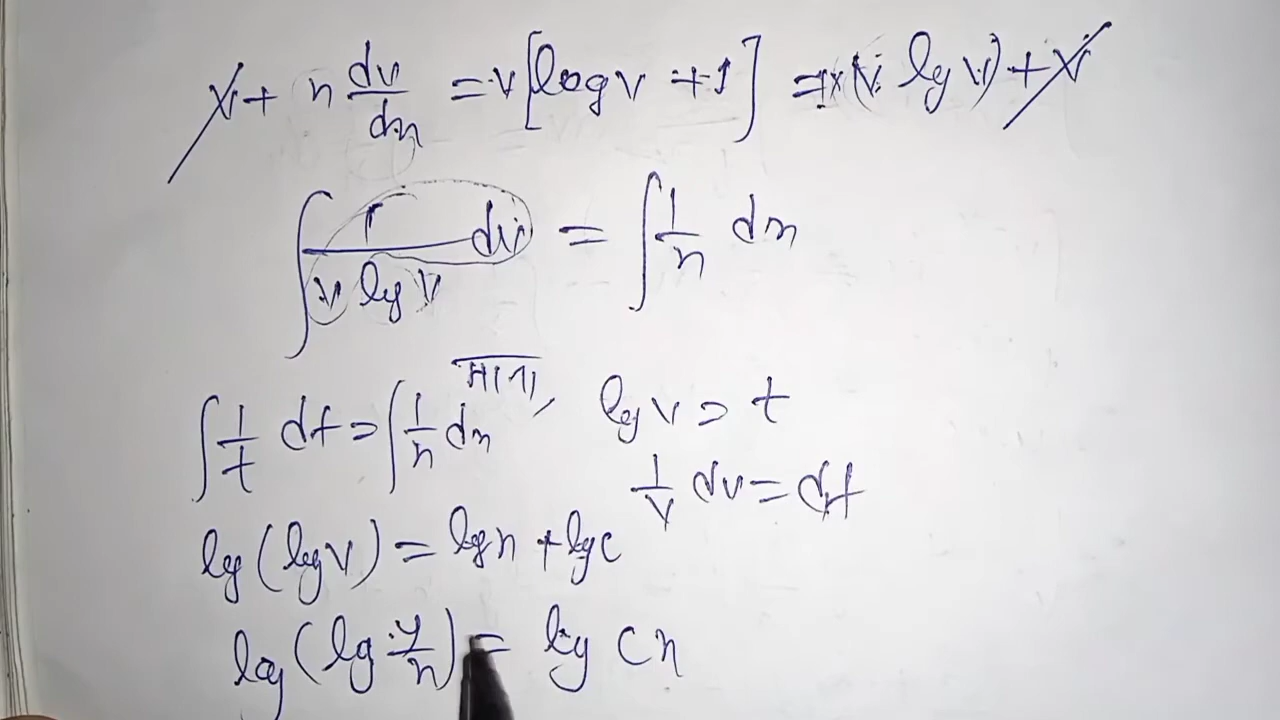 v + x dv/dx = v[log v + 1] = 1×(v log v) + v
∫ 1/(v log v) dv = ∫ 1/x dx
∫ 1/t dt = ∫ 1/x dx माना, log v = t
1/v dv = dt
log (log v) = log x + log c
log (log y/x) = log cx